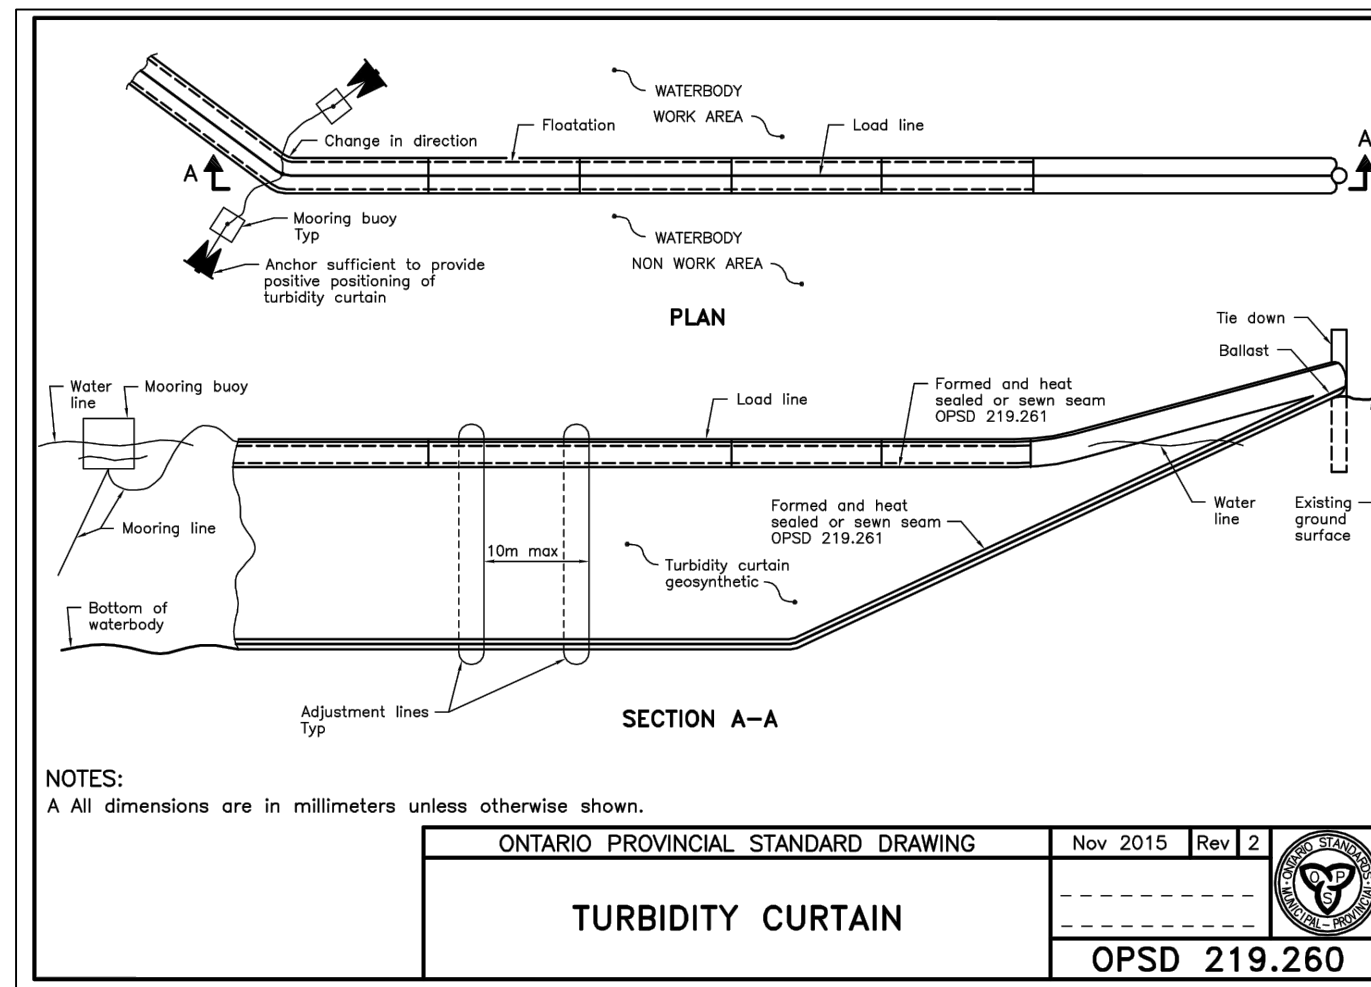 WATERBODY
WORK AREA
Floatation
Load line
Change in direction
A
A
Mooring buoy
Typ
WATERBODY
NON WORK AREA
Anchor sufficient to provide
positive positioning of
turbidity curtain
PLAN
Tie down
Ballast
Water
line
Mooring buoy
Load line
Formed and heat
sealed or sewn seam
OPSD 219.261
Mooring line
Formed and heat
sealed or sewn seam
OPSD 219.261
Water
line
Existing
ground
surface
10m max
Turbidity curtain
geosynthetic
Bottom of
waterbody
Adjustment lines
Typ
SECTION A-A
NOTES:
A All dimensions are in millimeters unless otherwise shown.
ONTARIO PROVINCIAL STANDARD DRAWING
Nov 2015 Rev 2
TURBIDITY CURTAIN
ONTARIO STANDARDS
MUNICIPAL - PROVINCIAL
O P S
OPSD 219.260